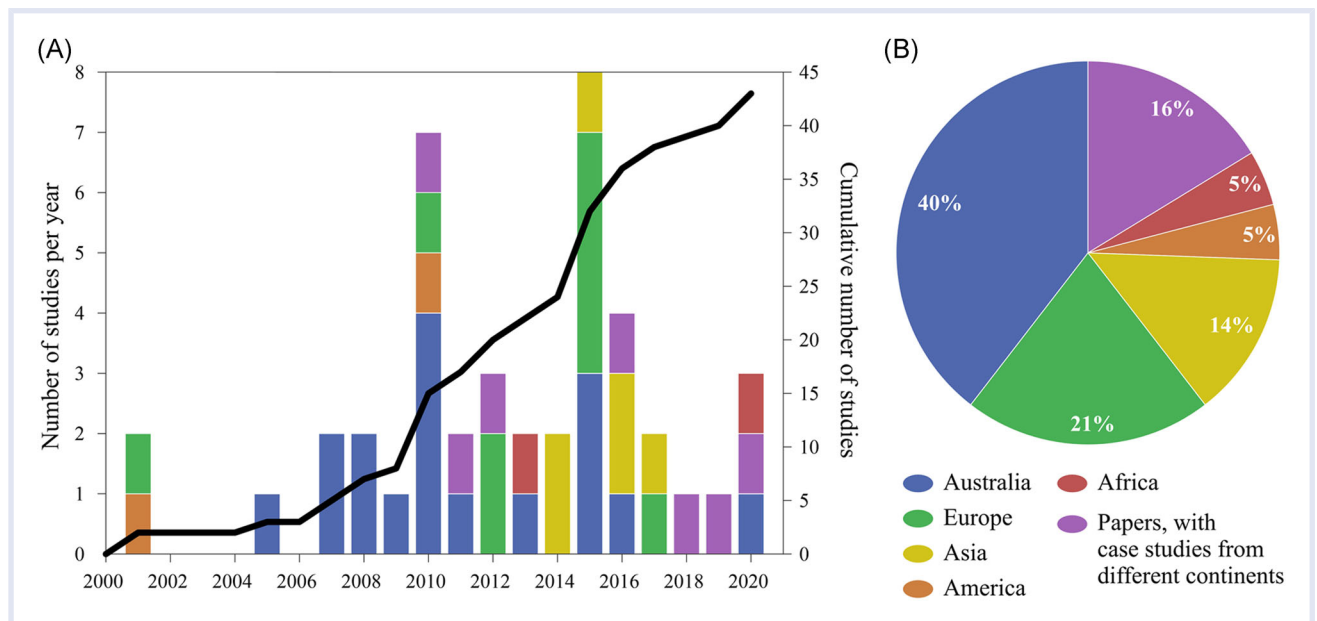 (A)
Number of studies per year
8
7
6
5
4
3
2
1
0
2000 2002 2004 2006 2008 2010 2012 2014 2016 2018 2020
45
40
35
30
25
20
15
10
5
0
Cumulative number of studies
(B)
16%
5%
5%
14%
21%
40%
Australia
Europe
Asia
America
Africa
Papers, with
case studies from
different continents